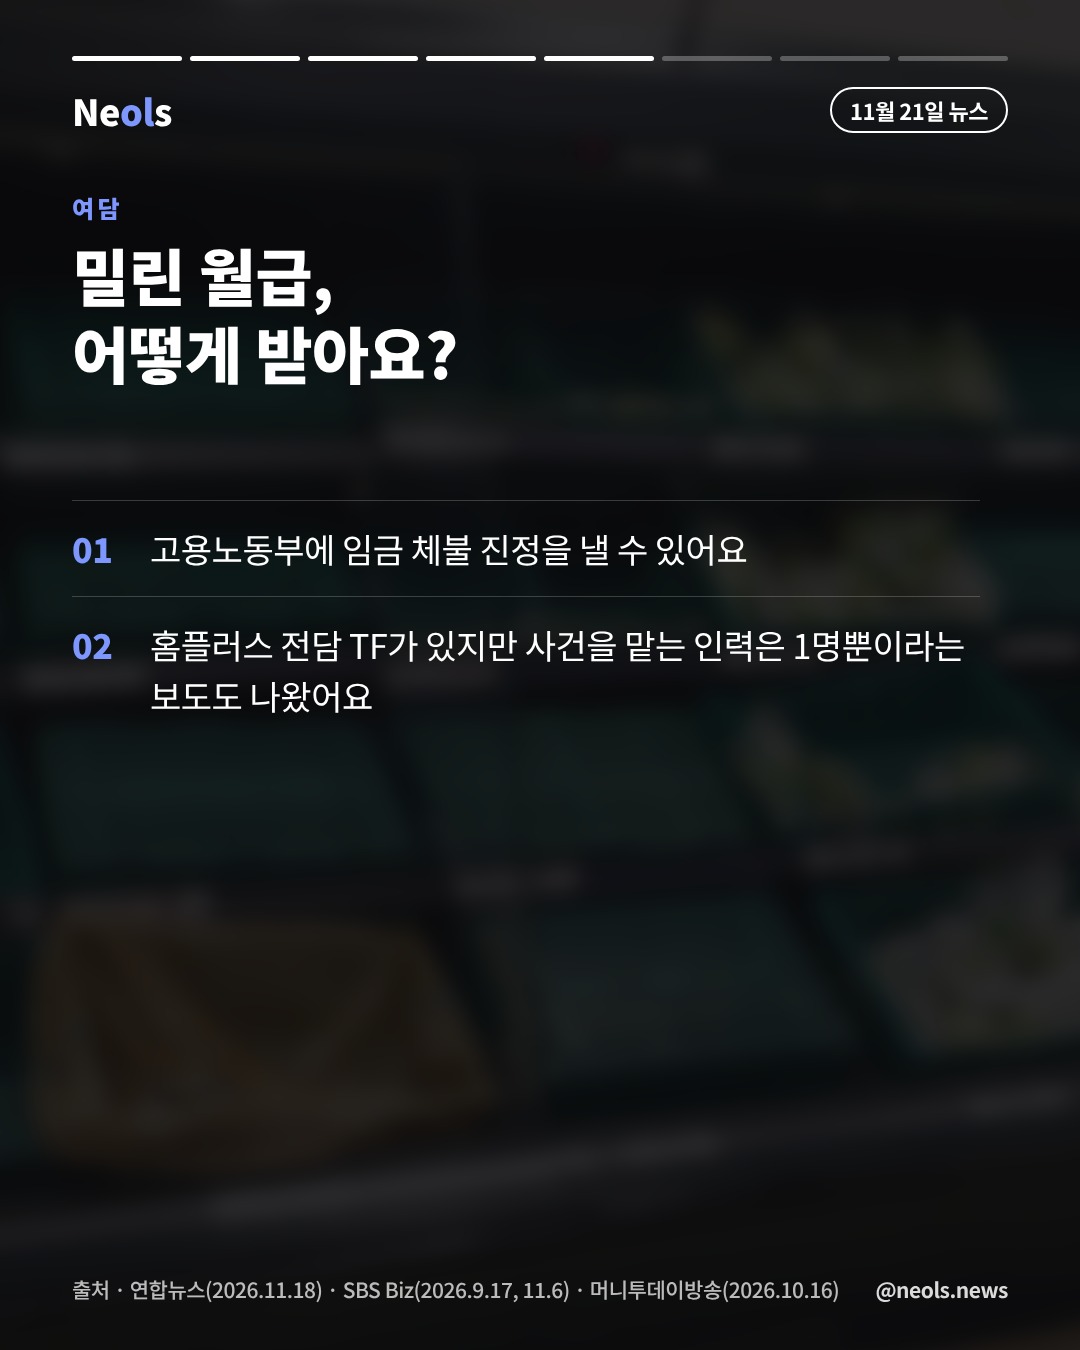 Neols
11월 21일 뉴스
여담
밀린 월급,
어떻게 받아요?
01 고용노동부에 임금 체불 진정을 낼 수 있어요
02 홈플러스 전담 TF가 있지만 사건을 맡는 인력은 1명뿐이라는
보도도 나왔어요
출처 · 연합뉴스(2026.11.18) · SBS Biz(2026.9.17, 11.6) · 머니투데이방송(2026.10.16) @neols.news